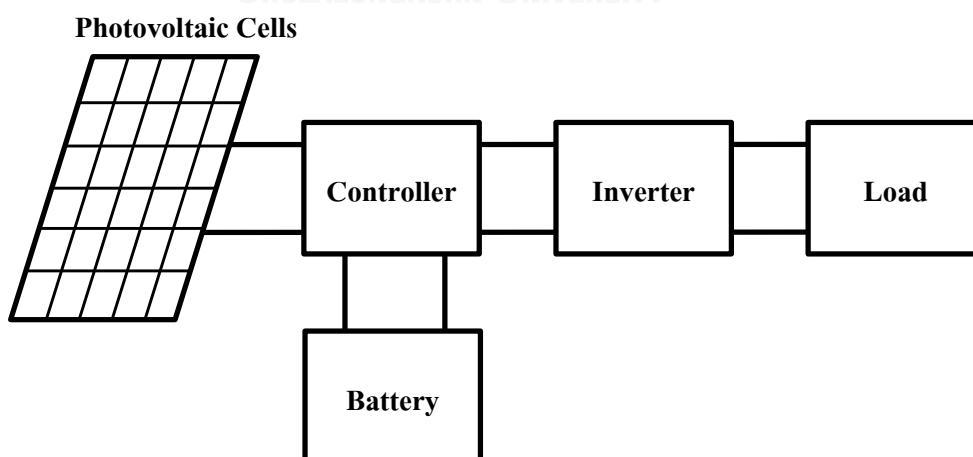 Photovoltaic Cells
Controller
Inverter
Load
Battery